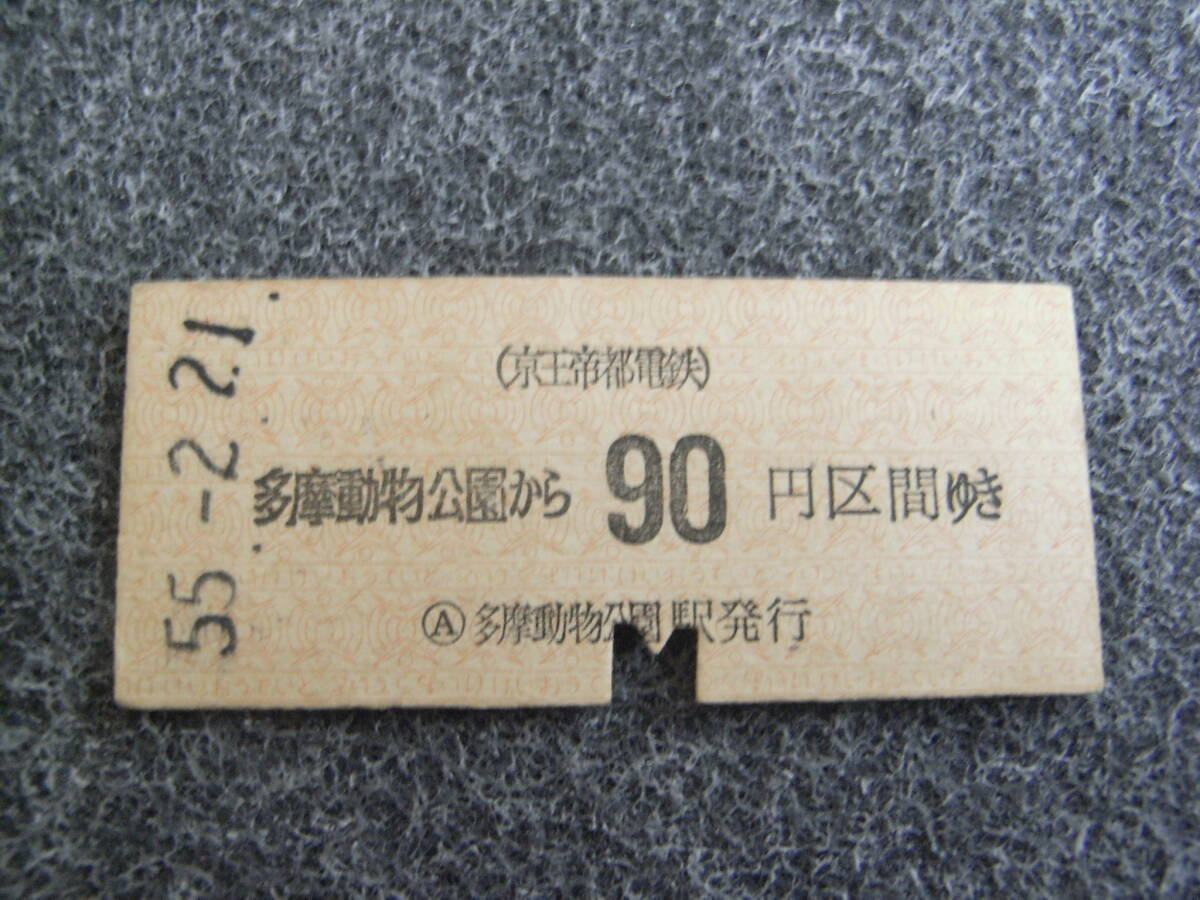 (京王帝都電鉄)
多摩動物公園から 90 円区間ゆき
Ⓐ多摩動物公園駅発行
55-2.21